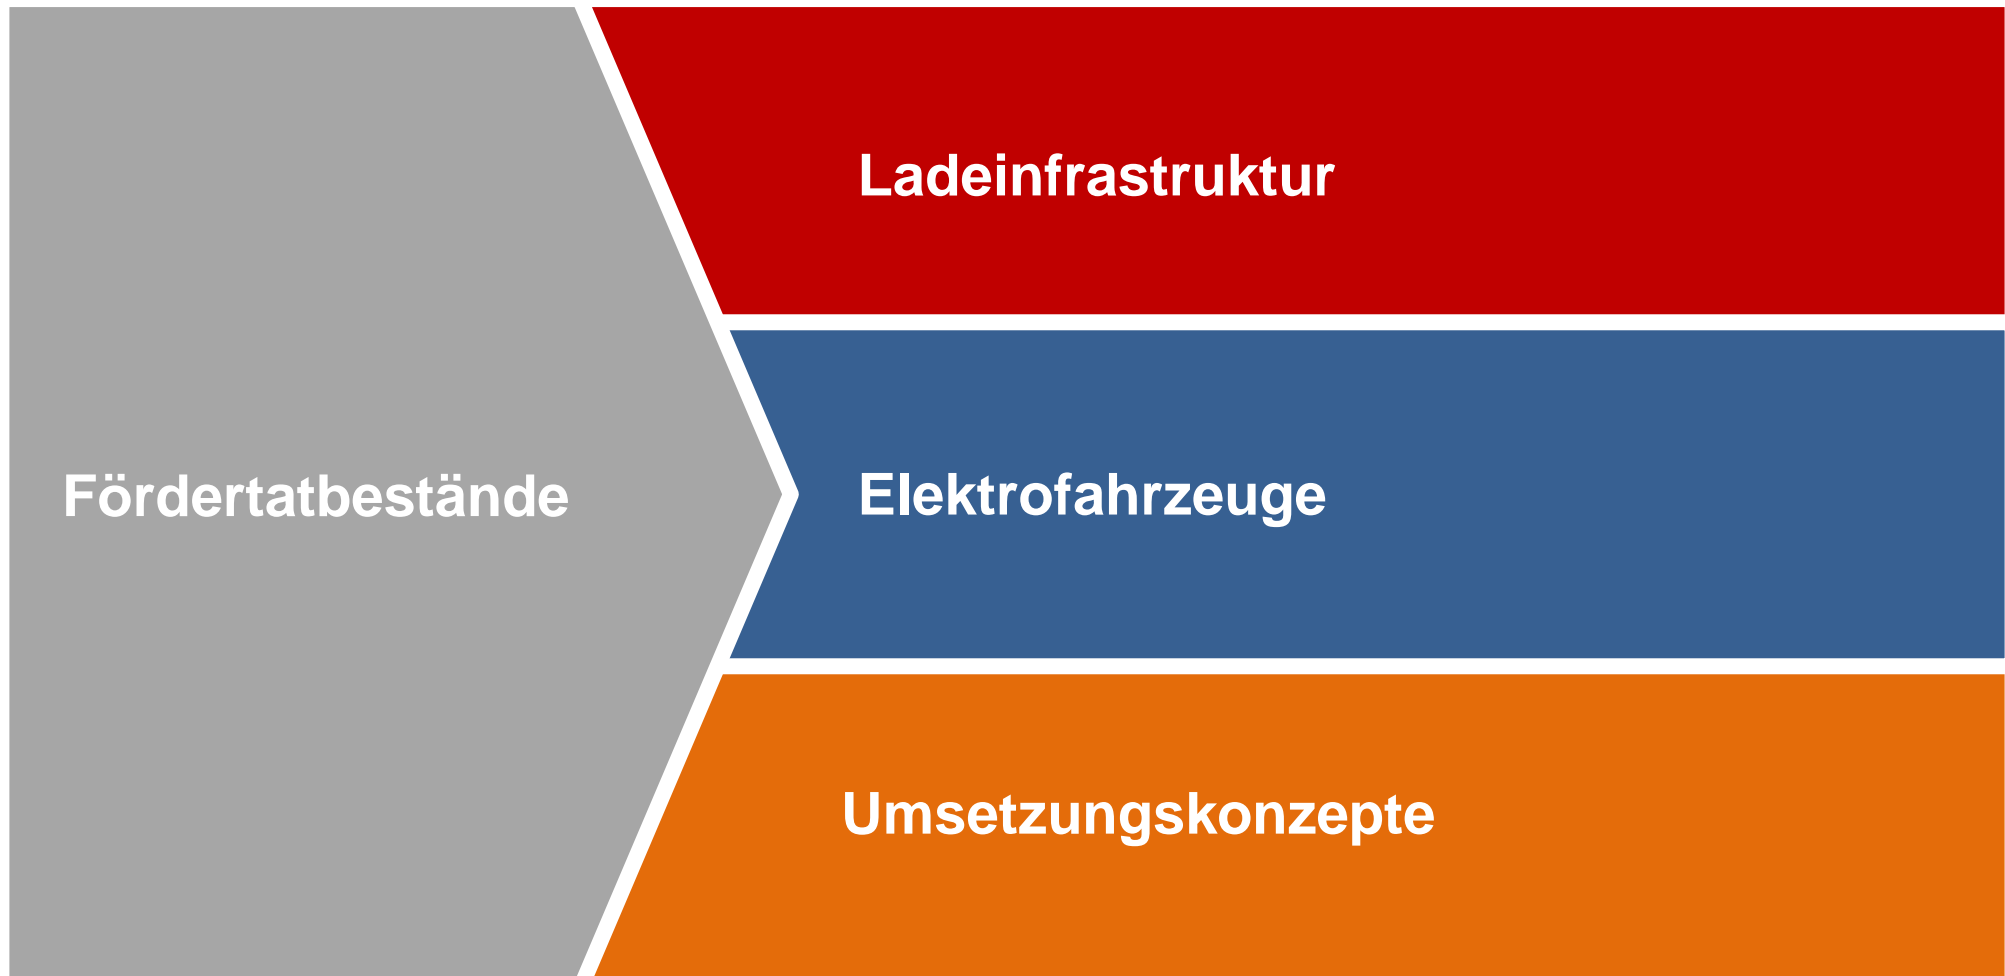 Fördertatbestände
Ladeinfrastruktur
Elektrofahrzeuge
Umsetzungskonzepte